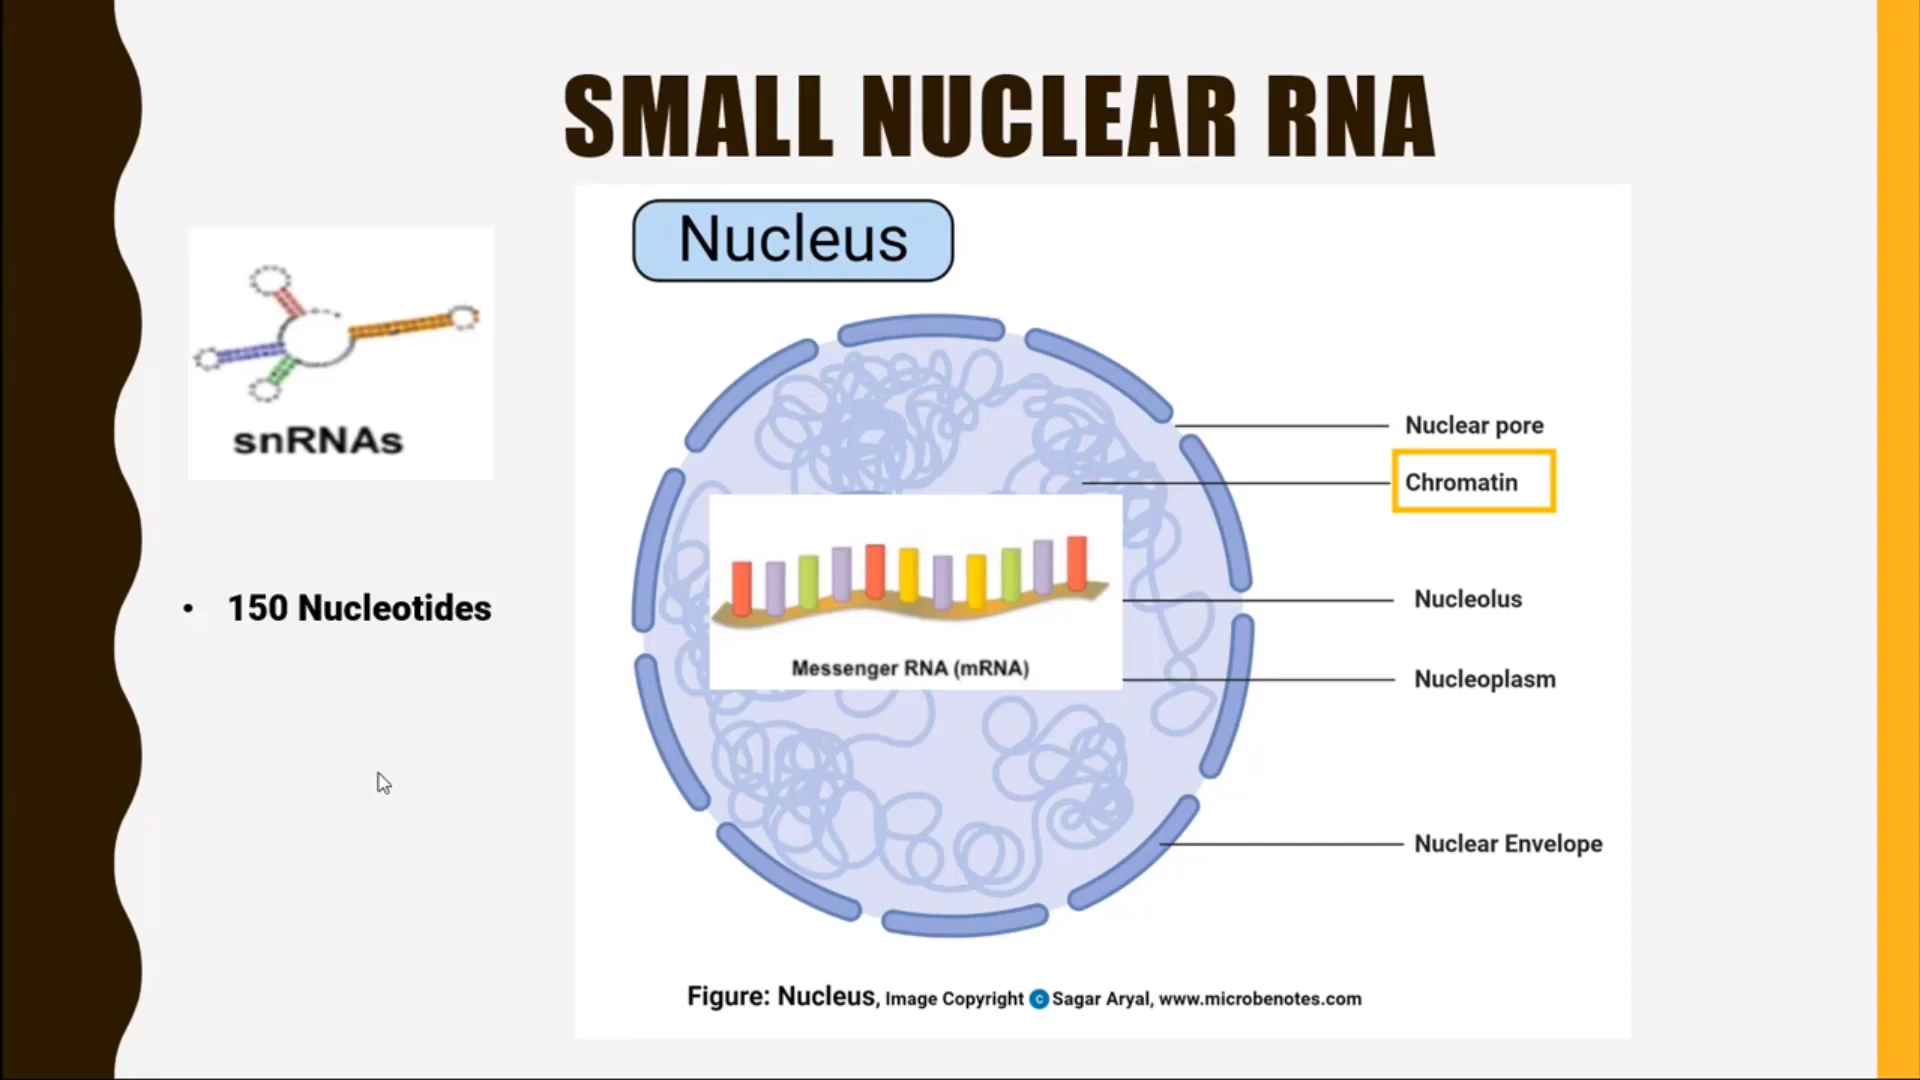 SMALL NUCLEAR RNA
Nucleus
snRNAs
• 150 Nucleotides
Nuclear pore
Chromatin
Nucleolus
Nucleoplasm
Nuclear Envelope
Messenger RNA (mRNA)
Figure: Nucleus, Image Copyright © Sagar Aryal, www.microbenotes.com